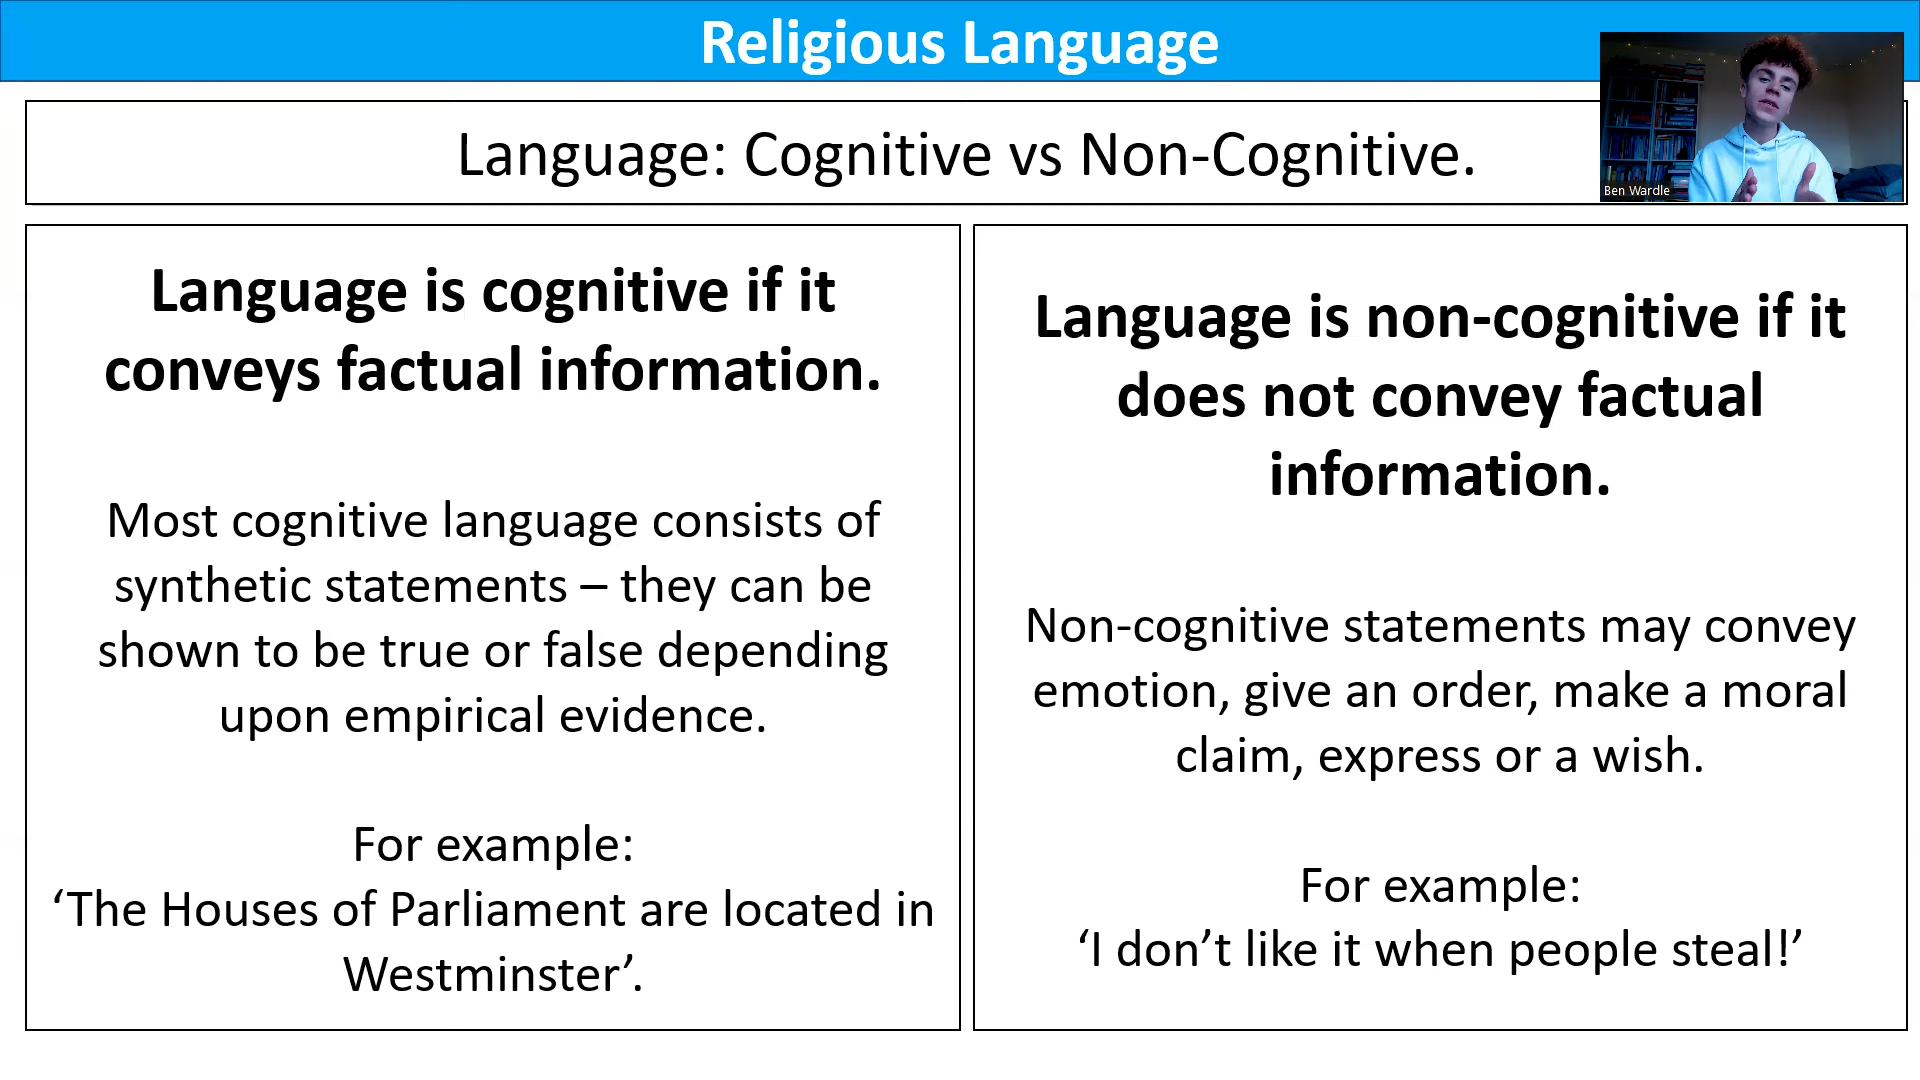 Religious Language
Language: Cognitive vs Non-Cognitive.
Ben Wardle
Language is cognitive if it
conveys factual information.
Most cognitive language consists of
synthetic statements – they can be
shown to be true or false depending
upon empirical evidence.
For example:
‘The Houses of Parliament are located in
Westminster’.
Language is non-cognitive if it
does not convey factual
information.
Non-cognitive statements may convey
emotion, give an order, make a moral
claim, express or a wish.
For example:
‘I don’t like it when people steal!’